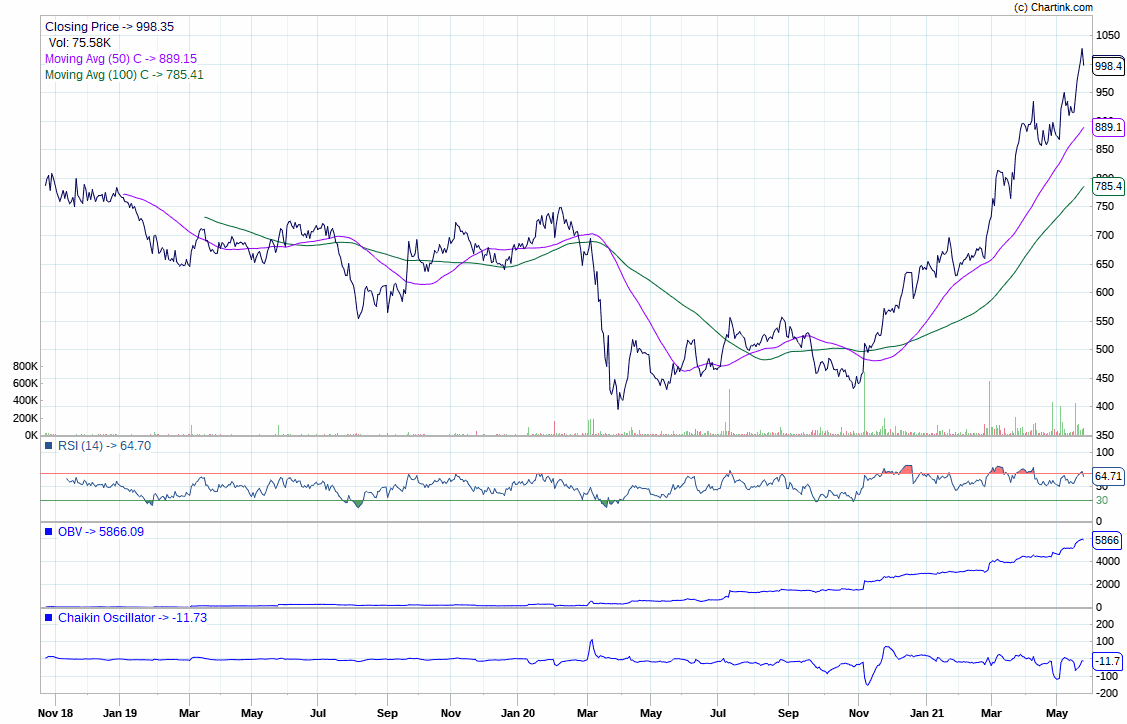 (c) Chartink.com
Closing Price -> 998.35
Vol: 75.58K
Moving Avg (50) C -> 889.15
Moving Avg (100) C -> 785.41
1050
998.4
950
889.1
850
800
785.4
750
700
650
600
550
500
450
400
350
800K
600K
400K
200K
0K
RSI (14) -> 64.70
100
64.71
50
30
0
OBV -> 5866.09
5866
4000
2000
0
Chaikin Oscillator -> -11.73
200
100
-11.7
-100
-200
Nov 18 Jan 19 Mar May Jul Sep Nov Jan 20 Mar May Jul Sep Nov Jan 21 Mar May